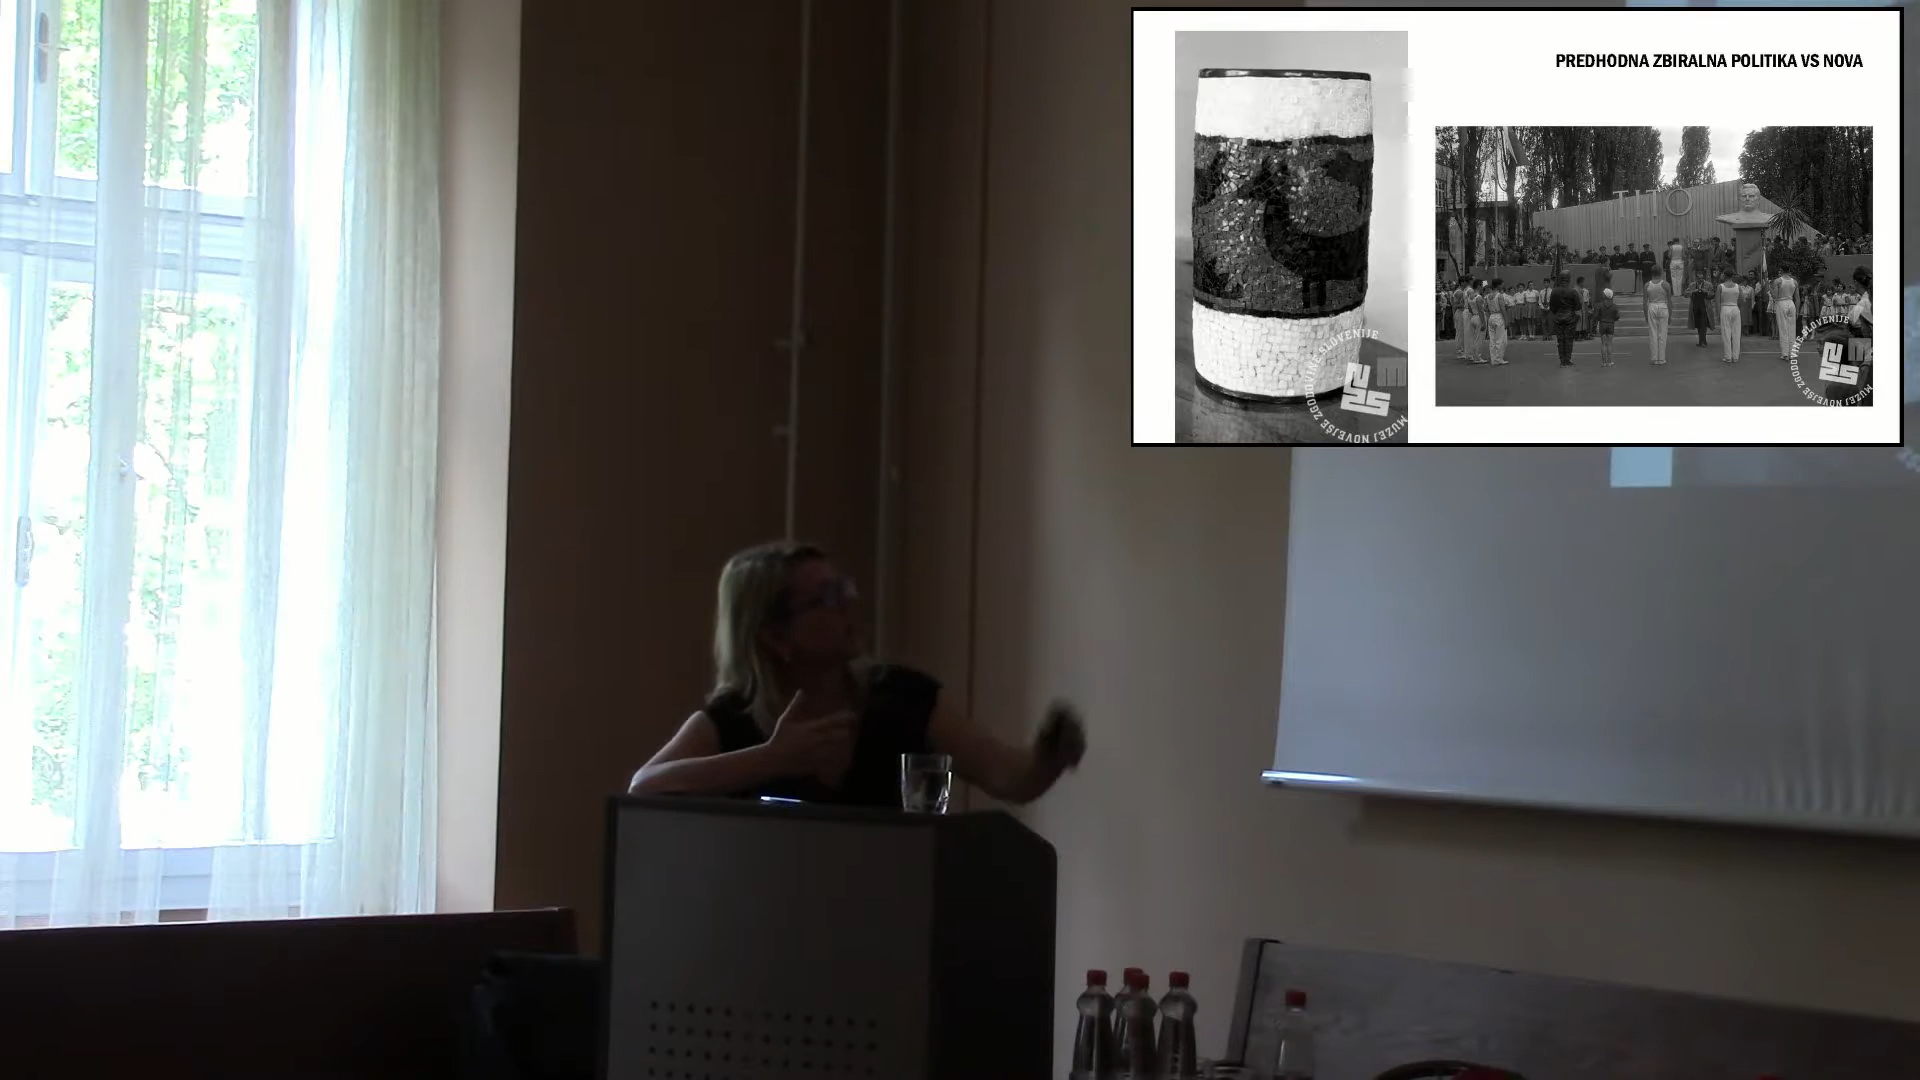 PREDHODNA ZBIRALNA POLITIKA VS NOVA
TITO
MUZEJ NOVEJŠE ZGODOVINE SLOVENIJE
MUZEJ NOVEJŠE ZGODOVINE SLOVENIJE